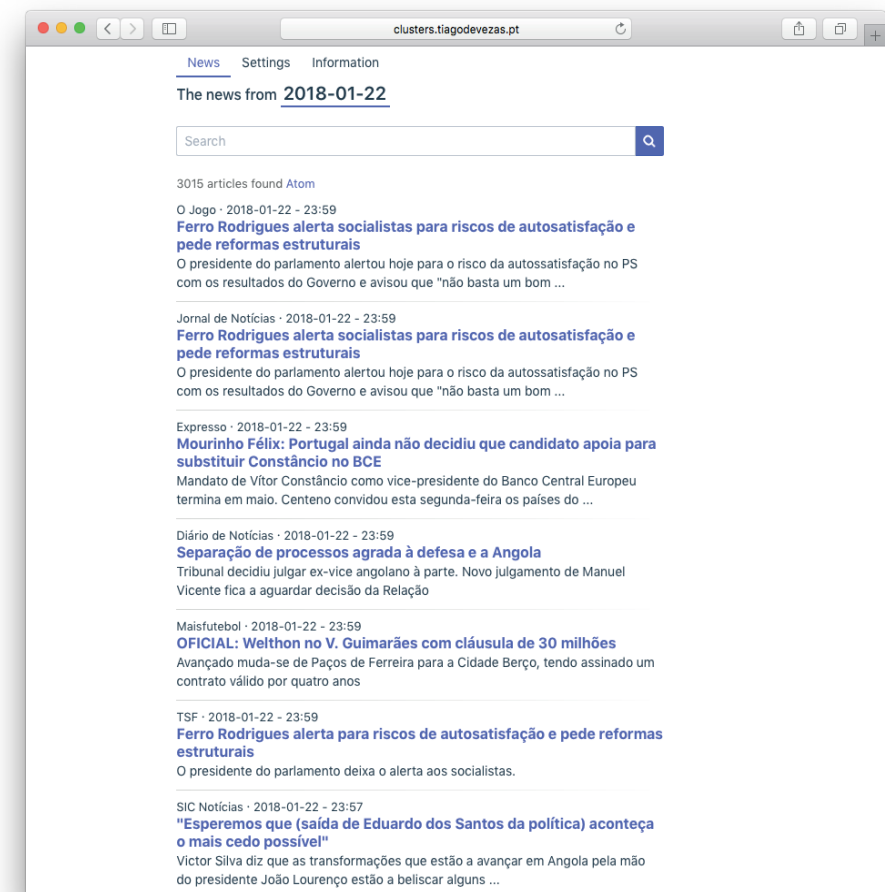 clusters.tiagodevezas.pt
News Settings Information
The news from 2018-01-22
Search
3015 articles found Atom
O Jogo · 2018-01-22 - 23:59
Ferro Rodrigues alerta socialistas para riscos de autosatisfação e
pede reformas estruturais
O presidente do parlamento alertou hoje para o risco da autossatisfação no PS
com os resultados do Governo e avisou que "não basta um bom ...
Jornal de Notícias · 2018-01-22 - 23:59
Ferro Rodrigues alerta socialistas para riscos de autosatisfação e
pede reformas estruturais
O presidente do parlamento alertou hoje para o risco da autossatisfação no PS
com os resultados do Governo e avisou que "não basta um bom ...
Expresso · 2018-01-22 - 23:59
Mourinho Félix: Portugal ainda não decidiu que candidato apoia para
substituir Constâncio no BCE
Mandato de Vítor Constâncio como vice-presidente do Banco Central Europeu
termina em maio. Centeno convidou esta segunda-feira os países do ...
Diário de Notícias · 2018-01-22 - 23:59
Separação de processos agrada à defesa e a Angola
Tribunal decidiu julgar ex-vice angolano à parte. Novo julgamento de Manuel
Vicente fica a aguardar decisão da Relação
Maisfutebol · 2018-01-22 - 23:59
OFICIAL: Welthon no V. Guimarães com cláusula de 30 milhões
Avançado muda-se de Paços de Ferreira para a Cidade Berço, tendo assinado um
contrato válido por quatro anos
TSF · 2018-01-22 - 23:59
Ferro Rodrigues alerta para riscos de autosatisfação e pede reformas
estruturais
O presidente do parlamento deixa o alerta aos socialistas.
SIC Notícias · 2018-01-22 - 23:57
"Esperemos que (saída de Eduardo dos Santos da política) aconteça
o mais cedo possível"
Victor Silva diz que as transformações que estão a avançar em Angola pela mão
do presidente João Lourenço estão a beliscar alguns ...